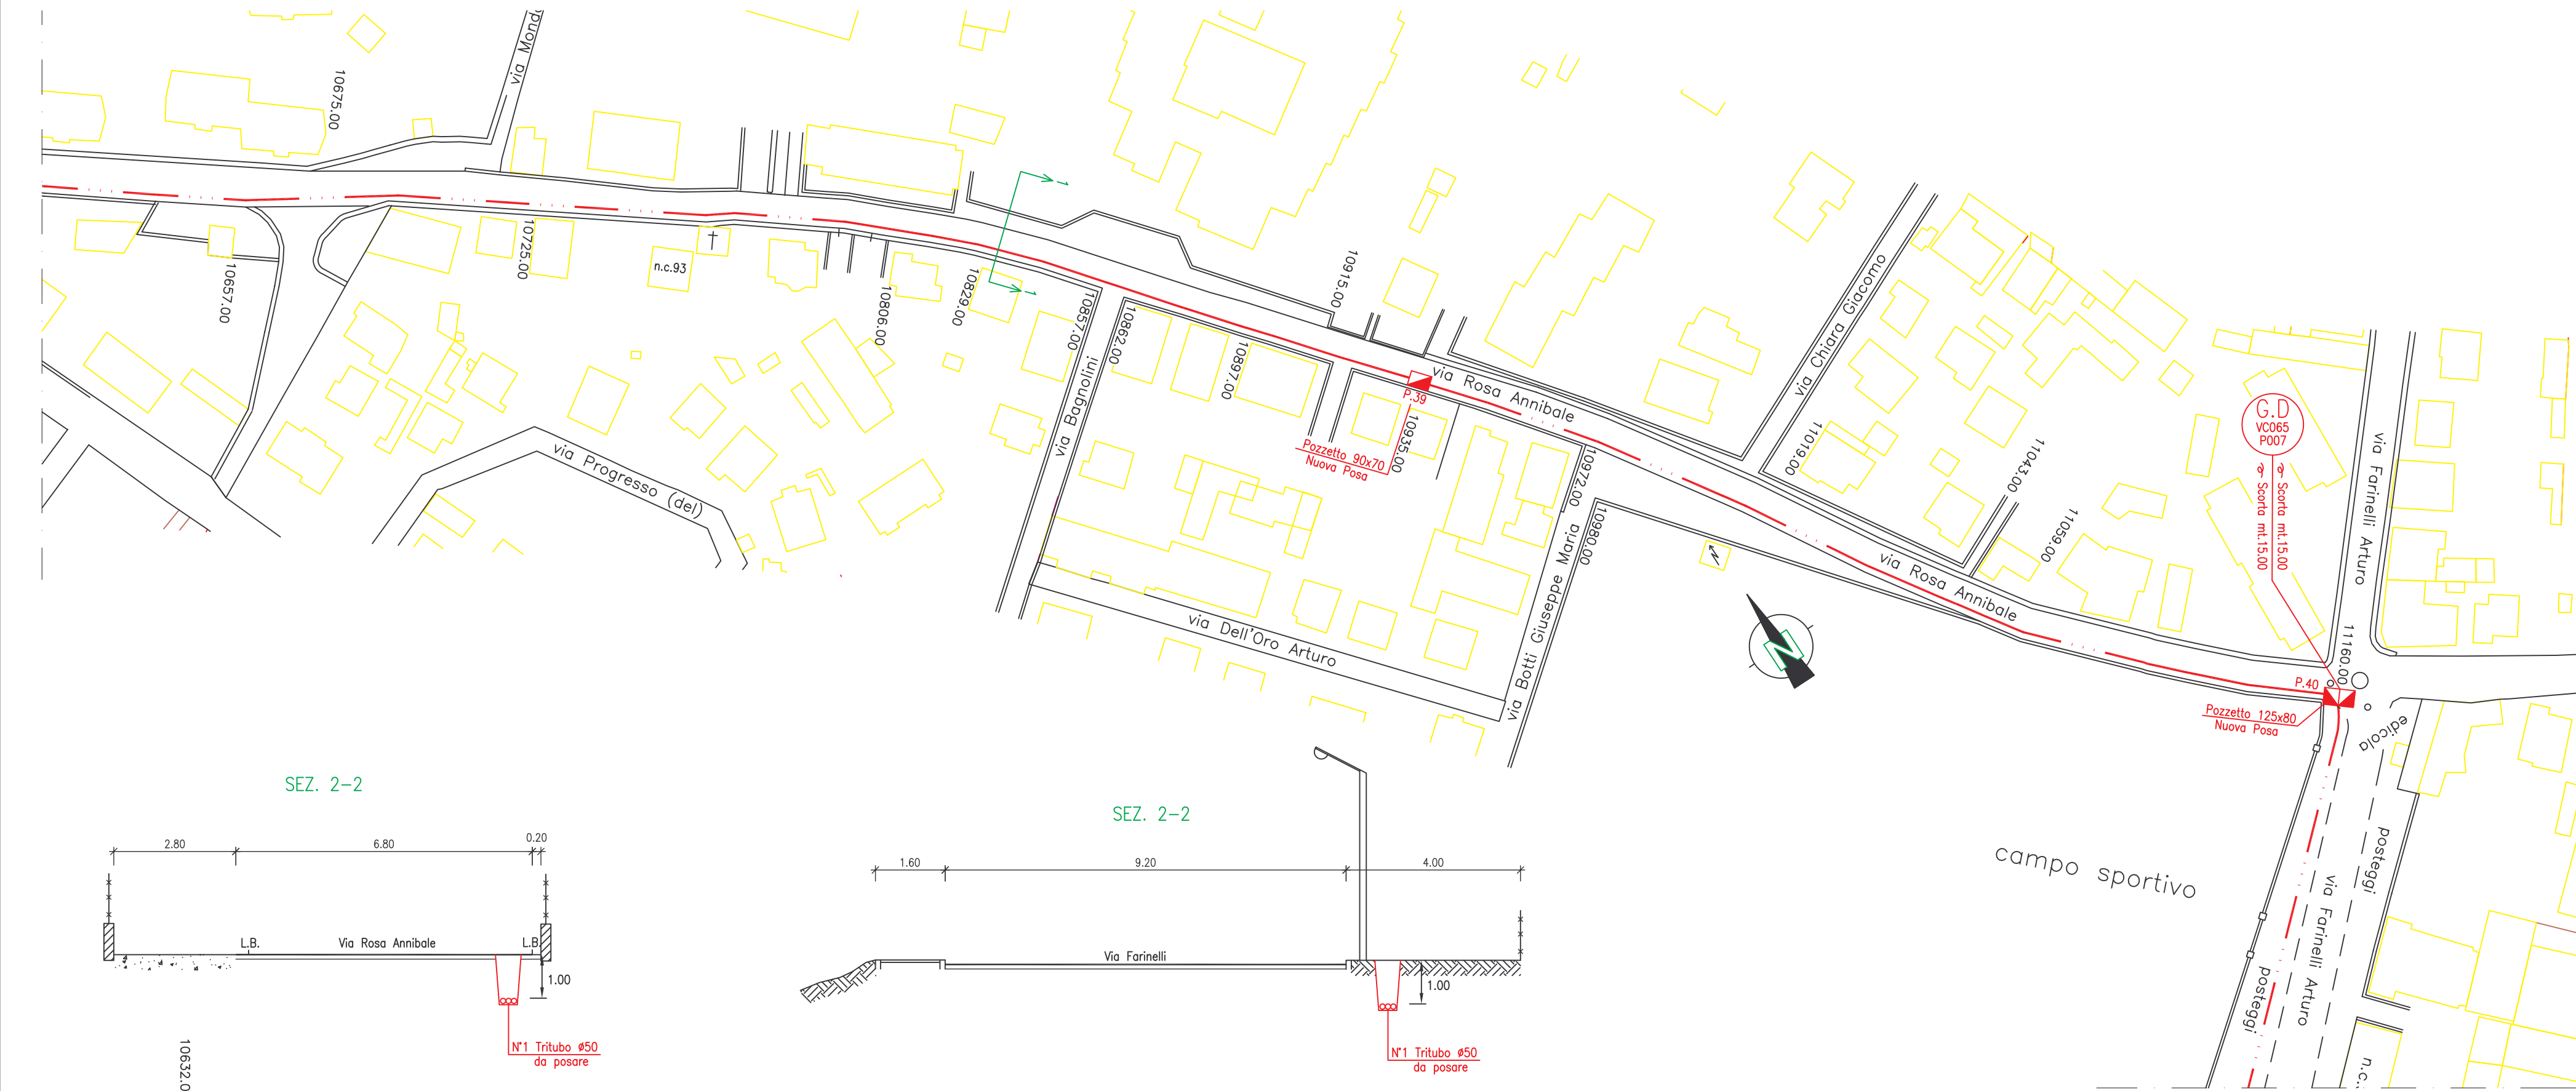 via Mond
10675.00
10657.00
10725.00
n.c.93
10806.00
10829.00
1
1
10857.00
10862.00
10897.00
10915.00
via Rosa Annibale
P.39
10935.00
Pozzetto 90x70
Nuova Posa
via Bagnolini
via Progresso (del)
via Dell'Oro Arturo
via Botti Giuseppe Maria
10972.00
10980.00
via Chiara Giacomo
11019.00
11043.00
11059.00
via Rosa Annibale
N
G.D
VC065
P007
Scorta mt.15.00
Scorta mt.15.00
via Farinelli Arturo
11160.00
P.40
Pozzetto 125x80
Nuova Posa
edicola
campo sportivo
posteggi
via Farinelli Arturo
posteggi
n.c.
SEZ. 2-2
2.80
6.80
0.20
L.B.
Via Rosa Annibale
L.B.
1.00
N°1 Tritubo ø50
da posare
10632.0
SEZ. 2-2
1.60
9.20
4.00
Via Farinelli
1.00
N°1 Tritubo ø50
da posare